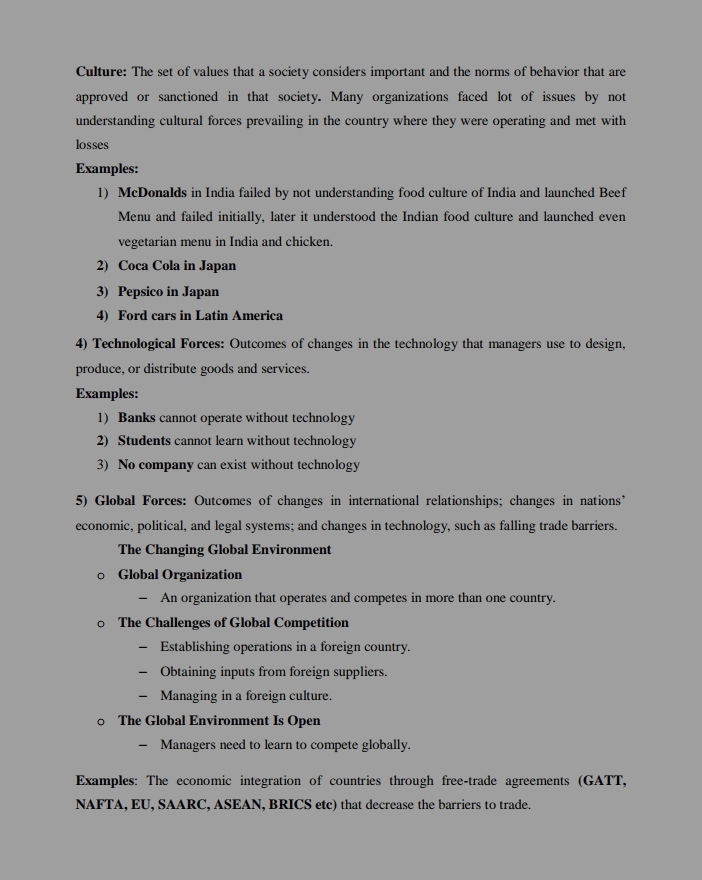 Culture: The set of values that a society considers important and the norms of behavior that are
approved or sanctioned in that society. Many organizations faced lot of issues by not
understanding cultural forces prevailing in the country where they were operating and met with
losses
Examples:
1) McDonalds in India failed by not understanding food culture of India and launched Beef
Menu and failed initially, later it understood the Indian food culture and launched even
vegetarian menu in India and chicken.
2) Coca Cola in Japan
3) Pepsico in Japan
4) Ford cars in Latin America
4) Technological Forces: Outcomes of changes in the technology that managers use to design,
produce, or distribute goods and services.
Examples:
1) Banks cannot operate without technology
2) Students cannot learn without technology
3) No company can exist without technology
5) Global Forces: Outcomes of changes in international relationships; changes in nations’
economic, political, and legal systems; and changes in technology, such as falling trade barriers.
The Changing Global Environment
o Global Organization
– An organization that operates and competes in more than one country.
o The Challenges of Global Competition
– Establishing operations in a foreign country.
– Obtaining inputs from foreign suppliers.
– Managing in a foreign culture.
o The Global Environment Is Open
– Managers need to learn to compete globally.
Examples: The economic integration of countries through free-trade agreements (GATT,
NAFTA, EU, SAARC, ASEAN, BRICS etc) that decrease the barriers to trade.